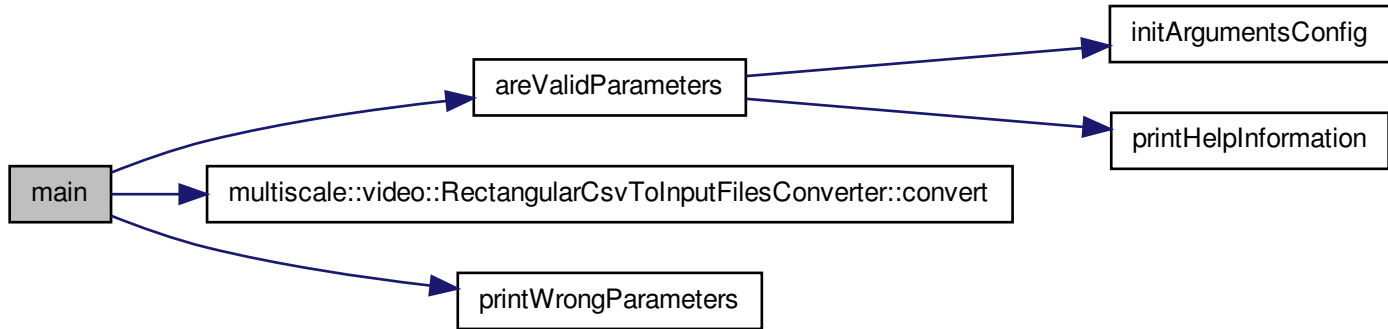 initArgumentsConfig
areValidParameters
printHelpInformation
main
multiscale::video::RectangularCsvToInputFilesConverter::convert
printWrongParameters